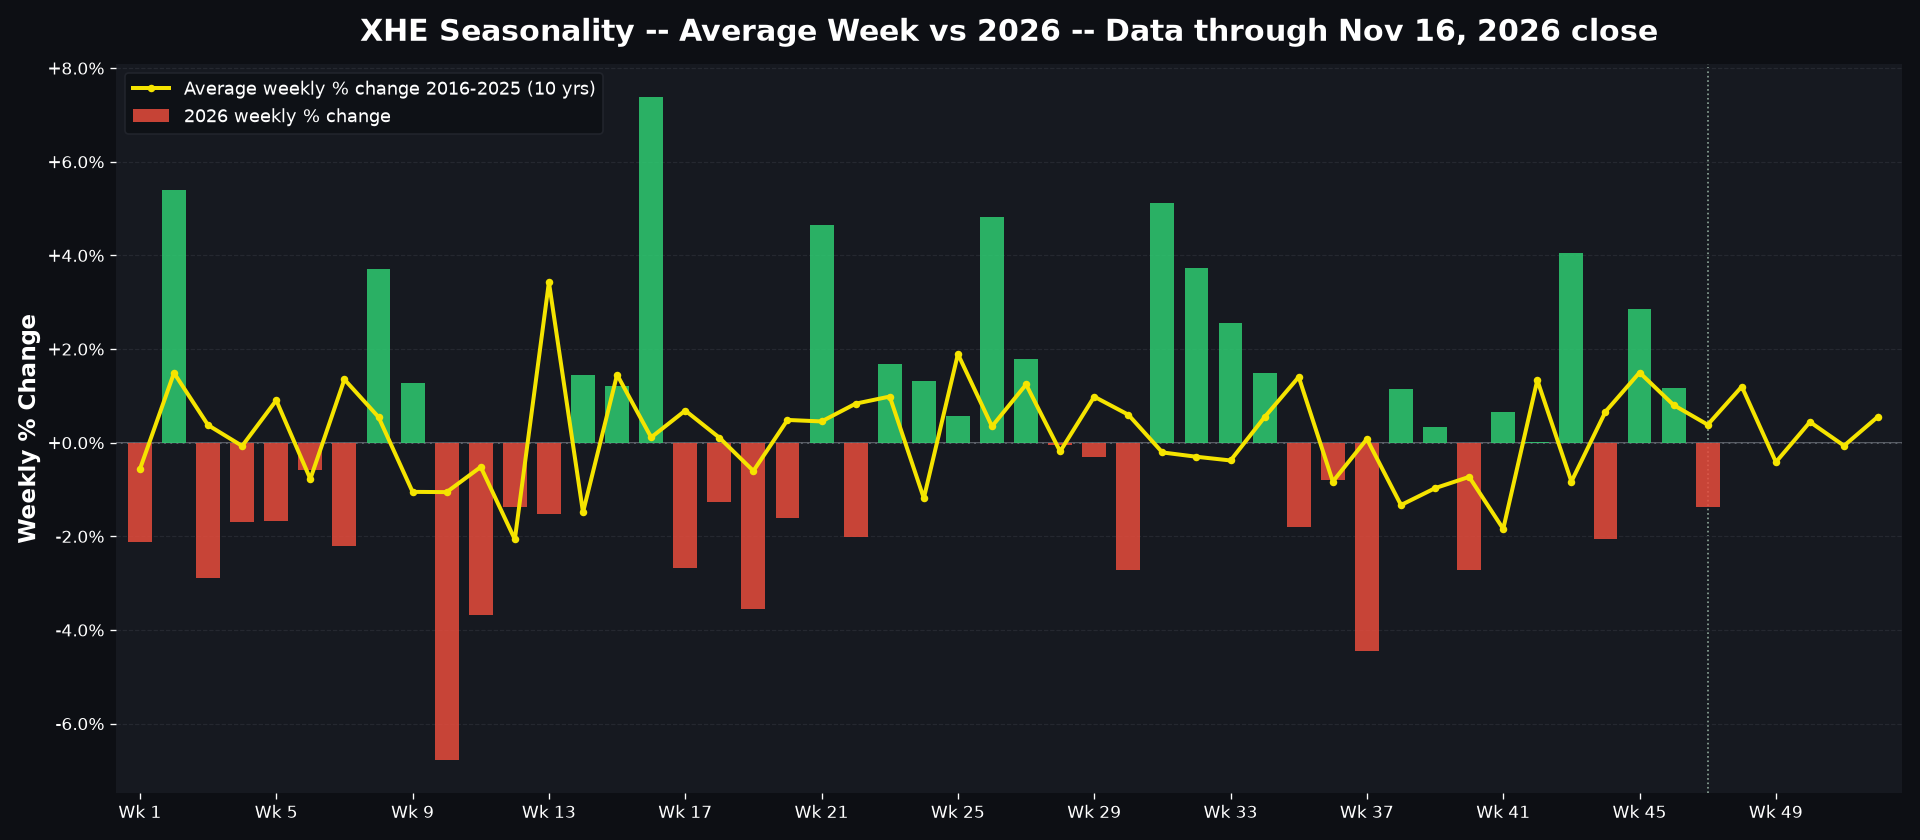 XHE Seasonality -- Average Week vs 2026 -- Data through Nov 16, 2026 close
Average weekly % change 2016-2025 (10 yrs)
2026 weekly % change
Weekly % Change
+8.0%
+6.0%
+4.0%
+2.0%
+0.0%
-2.0%
-4.0%
-6.0%
Wk 1
Wk 5
Wk 9
Wk 13
Wk 17
Wk 21
Wk 25
Wk 29
Wk 33
Wk 37
Wk 41
Wk 45
Wk 49